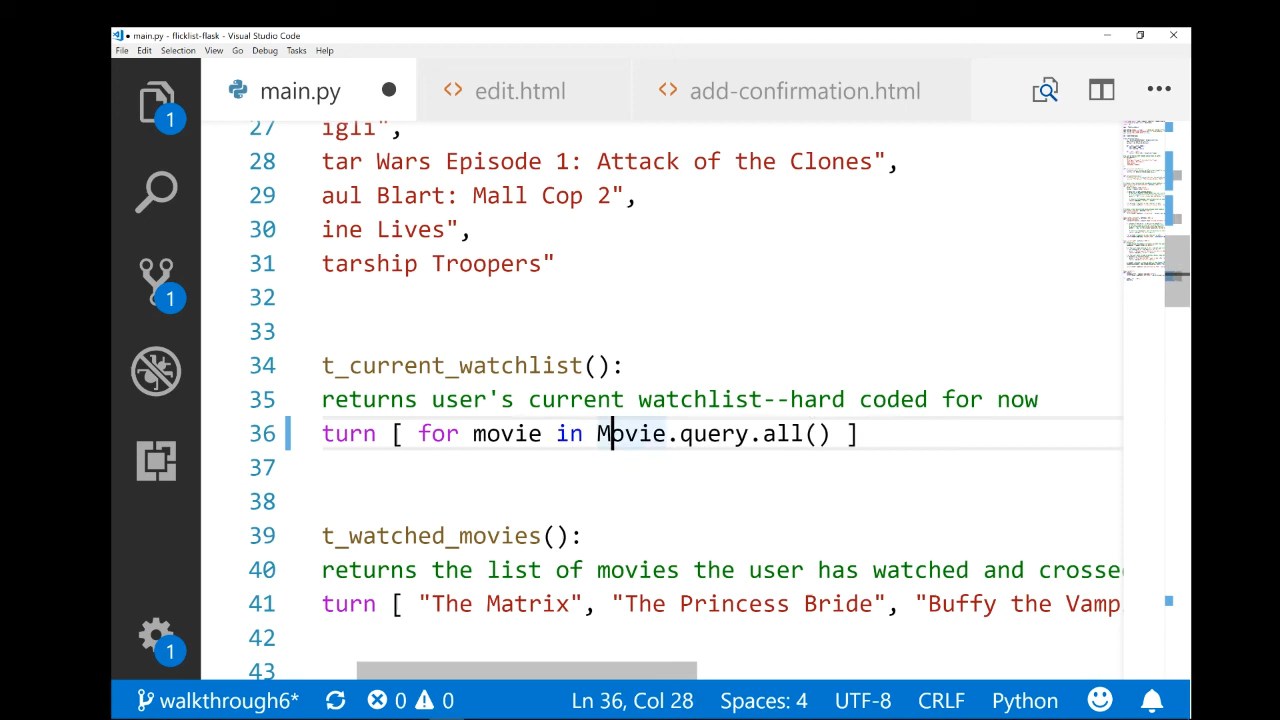 main.py - flicklist-flask - Visual Studio Code
File Edit Selection View Go Debug Tasks Help
main.py edit.html add-confirmation.html
27 igli",
28 tar Wars Episode 1: Attack of the Clones",
29 aul Blart: Mall Cop 2",
30 ine Lives",
31 tarship Troopers"
32
33
34 t_current_watchlist():
35 returns user's current watchlist--hard coded for now
36 turn [ for movie in Movie.query.all() ]
37
38
39 t_watched_movies():
40 returns the list of movies the user has watched and crosse
41 turn [ "The Matrix", "The Princess Bride", "Buffy the Vamp
42
43
1
1
1
walkthrough6* 0 0 Ln 36, Col 28 Spaces: 4 UTF-8 CRLF Python